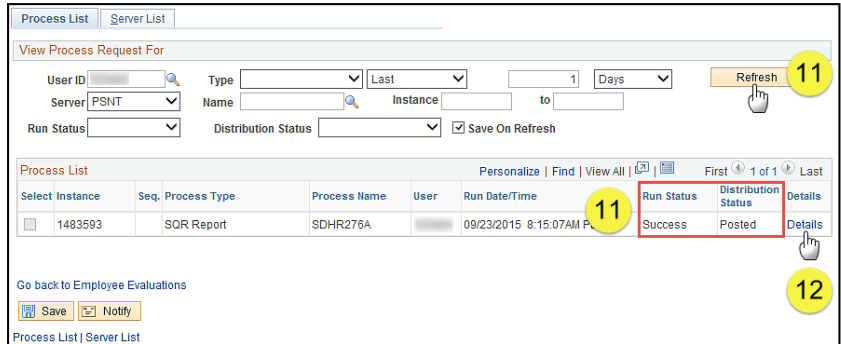 Process List Server List
View Process Request For
User ID Type Last 1 Days Refresh 11
Server PSNT Name Instance to
Run Status Distribution Status Save On Refresh
Process List Personalize | Find | View All | | First 1 of 1 Last
Select Instance Seq. Process Type Process Name User Run Date/Time Run Status Distribution Status Details
1483593 SQR Report SDHR276A 09/23/2015 8:15:07AM 11 Success Posted Details
12
Go back to Employee Evaluations
Save Notify
Process List | Server List